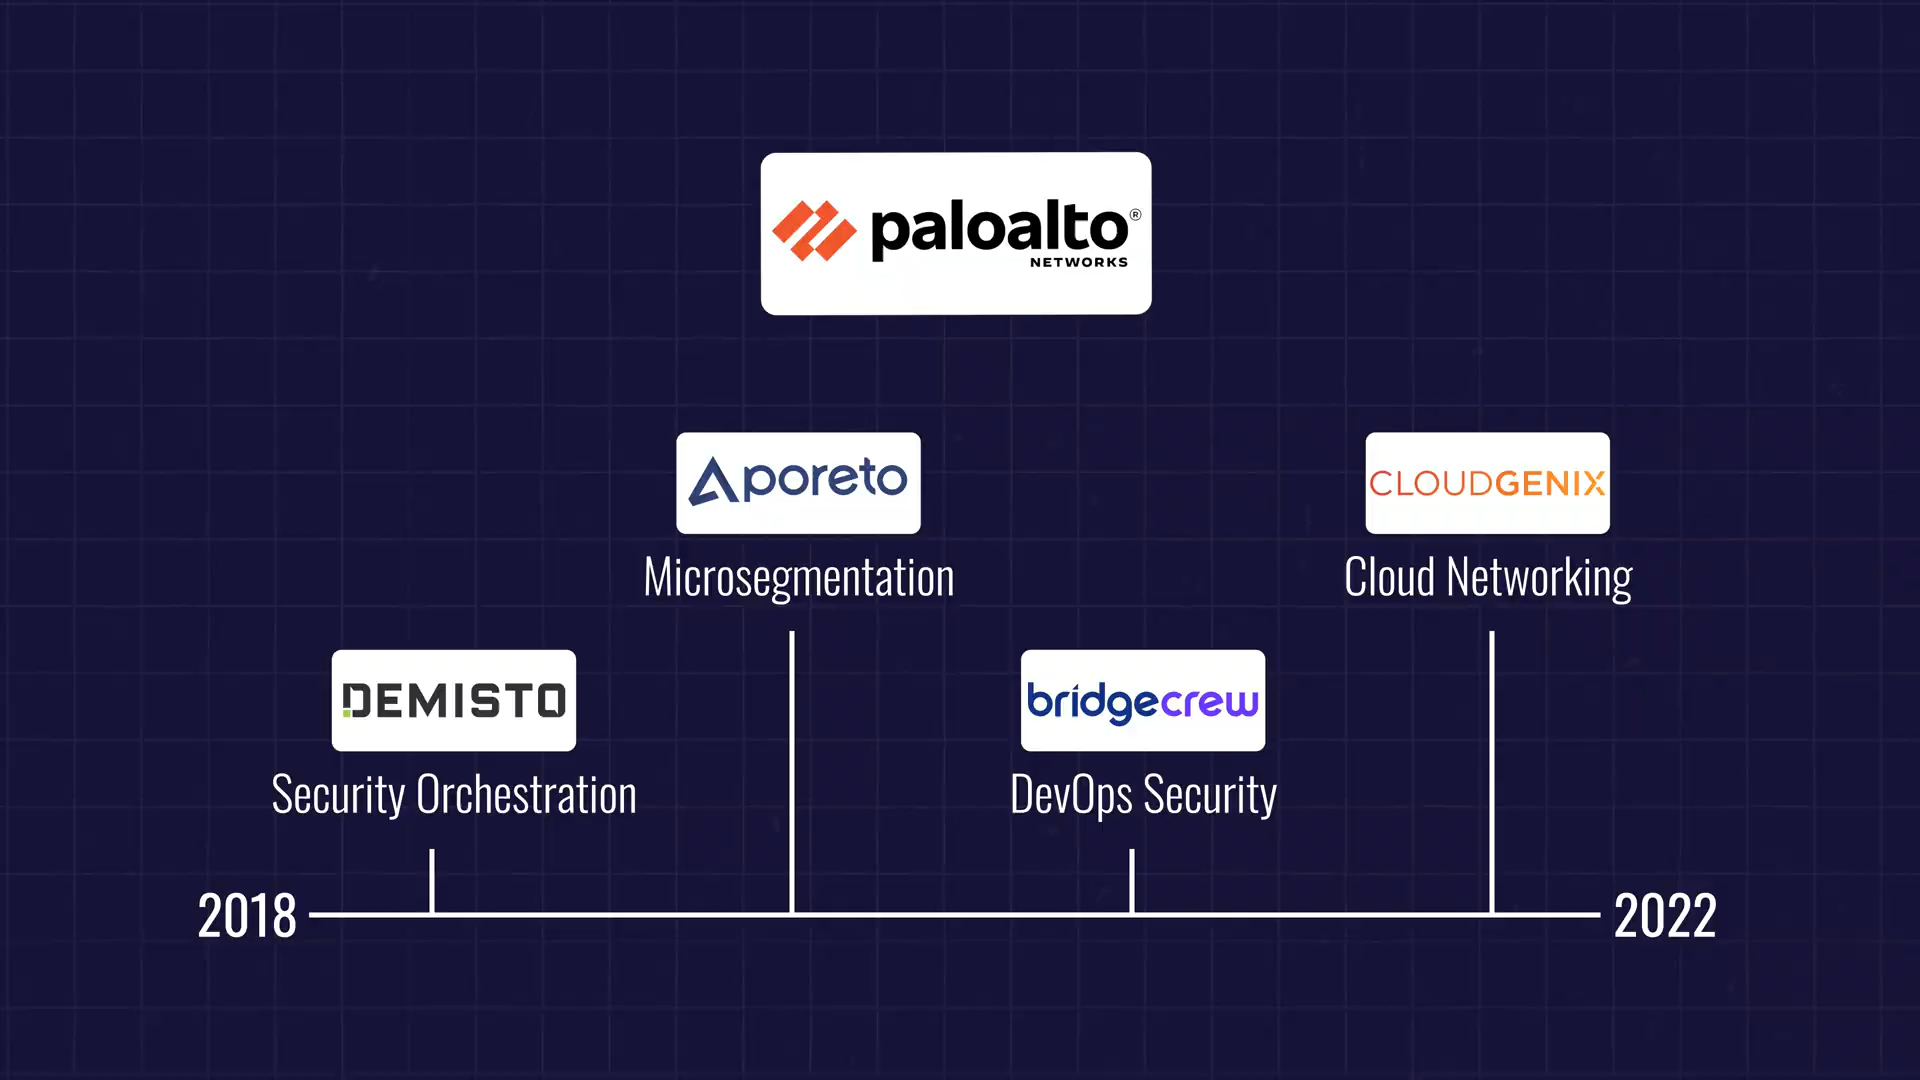 paloalto®
NETWORKS
Aporeto
Microsegmentation
CLOUDGENIX
Cloud Networking
DEMISTO
Security Orchestration
bridgecrew
DevOps Security
2018
2022